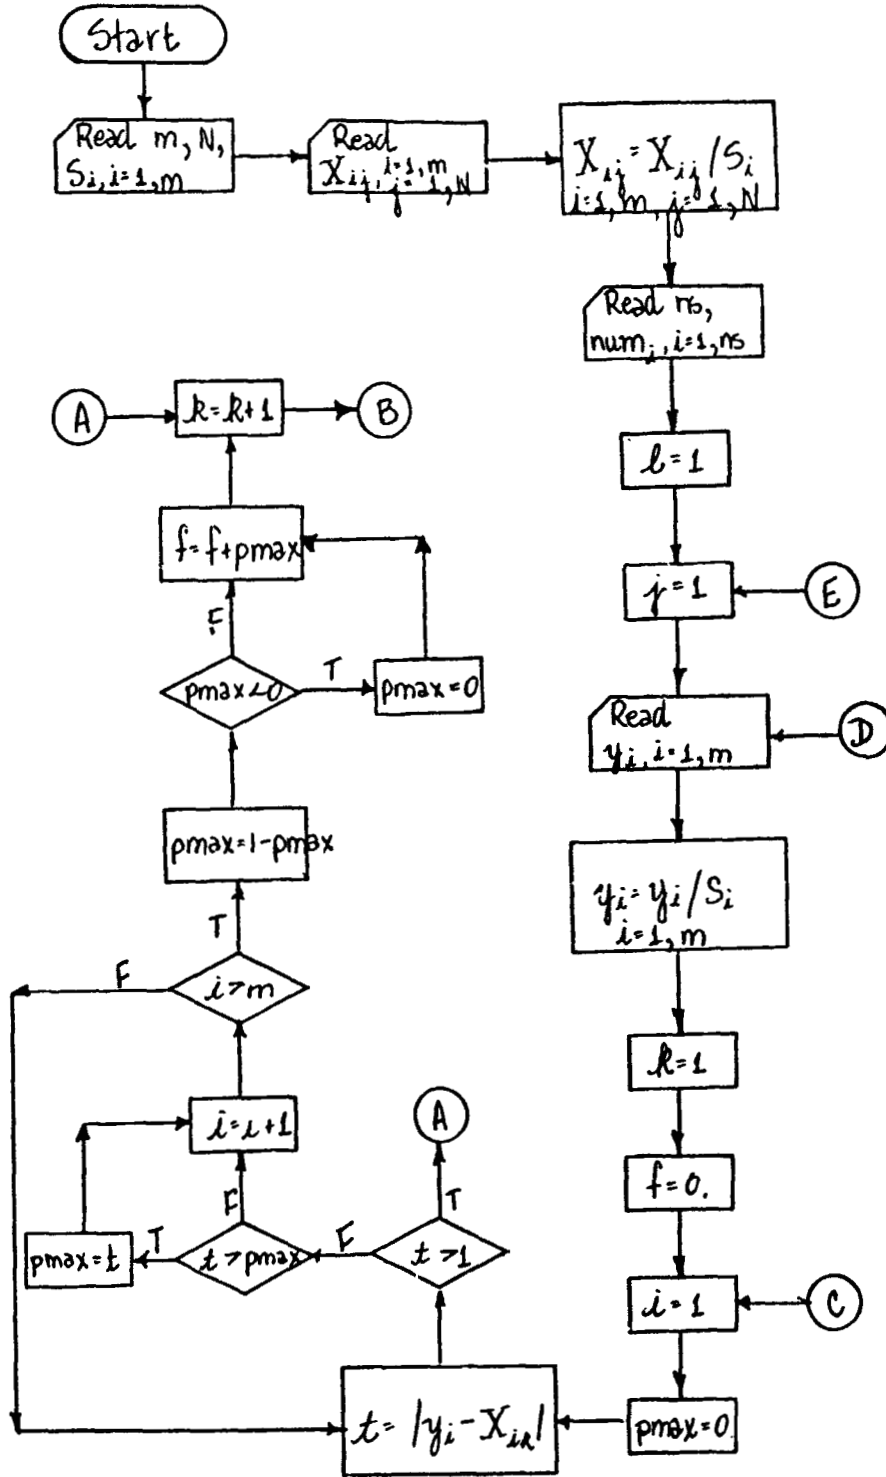 Start
Read m, N,
S_i, i=1,m
Read
X_ij, i=1,m
j=1,N
X_ij = X_ij / S_i
i=1,m, j=1,N
Read ns,
num_i, i=1,ns
l=1
j=1
E
Read
y_i, i=1,m
D
y_i = y_i / S_i
i=1,m
k=1
f=0.
i=1
C
pmax=0
t= |y_i - X_ik|
t>1
T
A
F
t>pmax
T
pmax=t
F
i=i+1
i>m
F
T
pmax=1-pmax
pmax<0
T
pmax=0
F
f=f+pmax
A
k=k+1
B